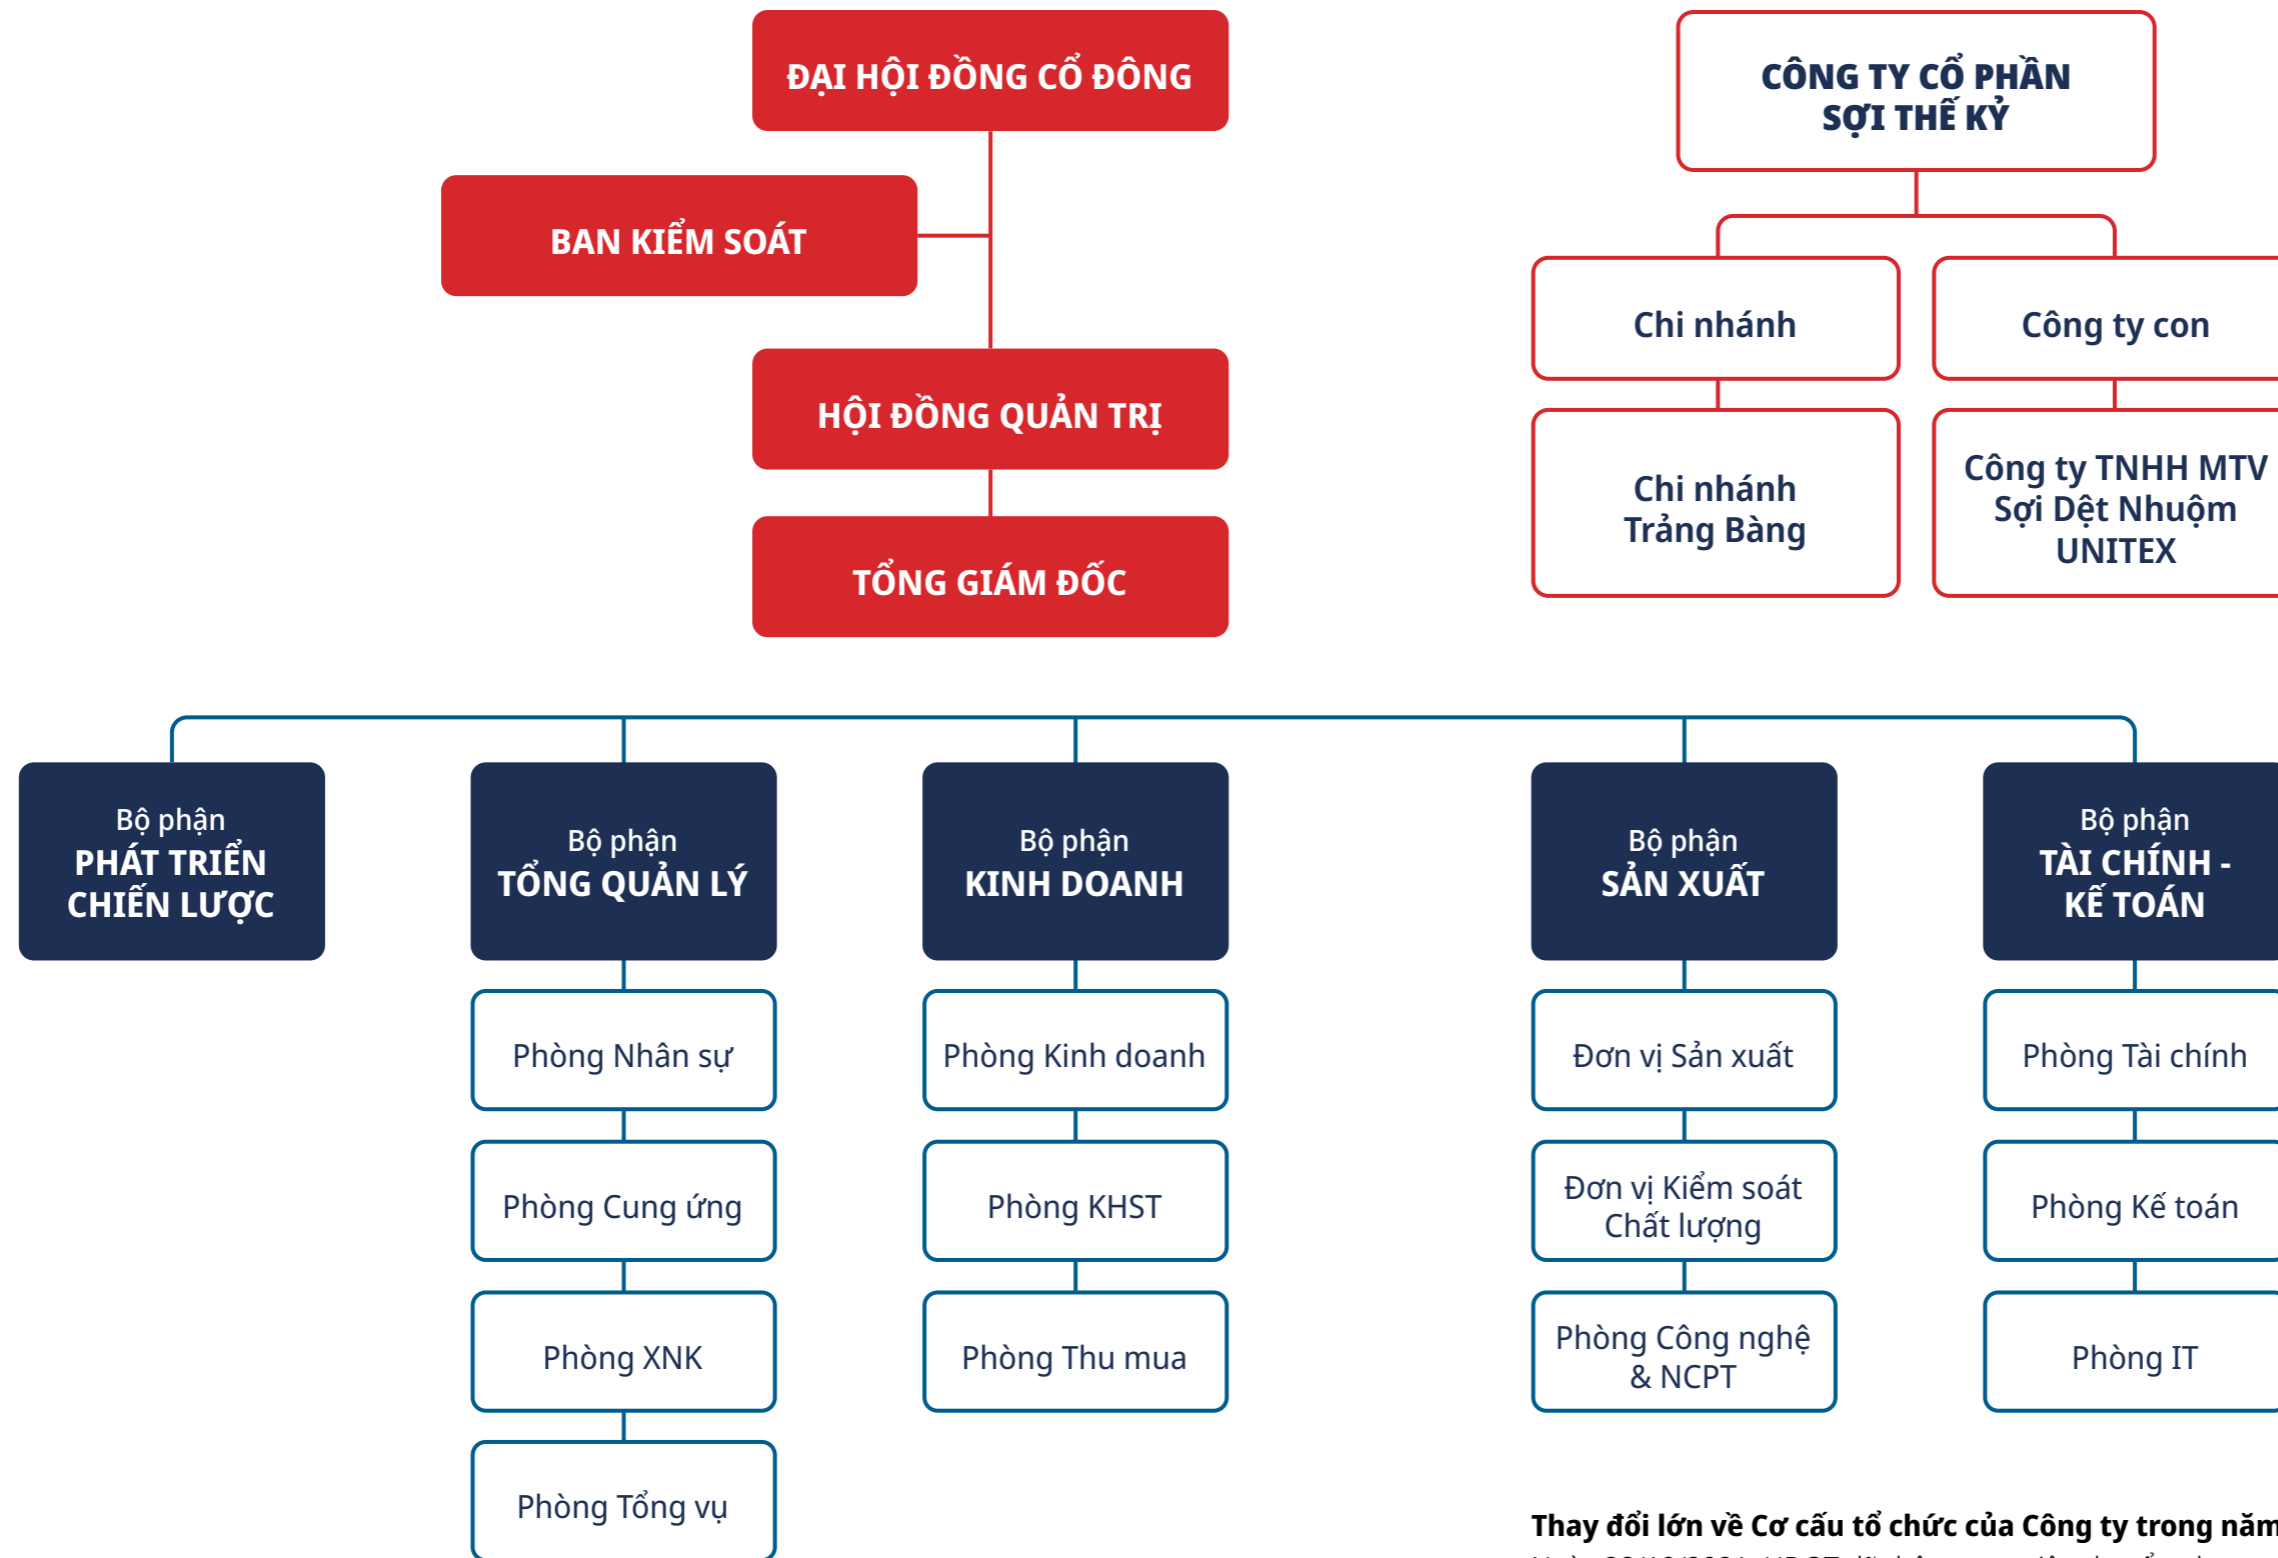 ĐẠI HỘI ĐỒNG CỔ ĐÔNG
BAN KIỂM SOÁT
HỘI ĐỒNG QUẢN TRỊ
TỔNG GIÁM ĐỐC
CÔNG TY CỔ PHẦN
SỢI THẾ KỶ
Chi nhánh
Công ty con
Chi nhánh
Trảng Bàng
Công ty TNHH MTV
Sợi Dệt Nhuộm
UNITEX
Bộ phận
PHÁT TRIỂN
CHIẾN LƯỢC
Bộ phận
TỔNG QUẢN LÝ
Phòng Nhân sự
Phòng Cung ứng
Phòng XNK
Phòng Tổng vụ
Bộ phận
KINH DOANH
Phòng Kinh doanh
Phòng KHST
Phòng Thu mua
Bộ phận
SẢN XUẤT
Đơn vị Sản xuất
Đơn vị Kiểm soát
Chất lượng
Phòng Công nghệ
& NCPT
Bộ phận
TÀI CHÍNH -
KẾ TOÁN
Phòng Tài chính
Phòng Kế toán
Phòng IT
Thay đổi lớn về Cơ cấu tổ chức của Công ty trong năm